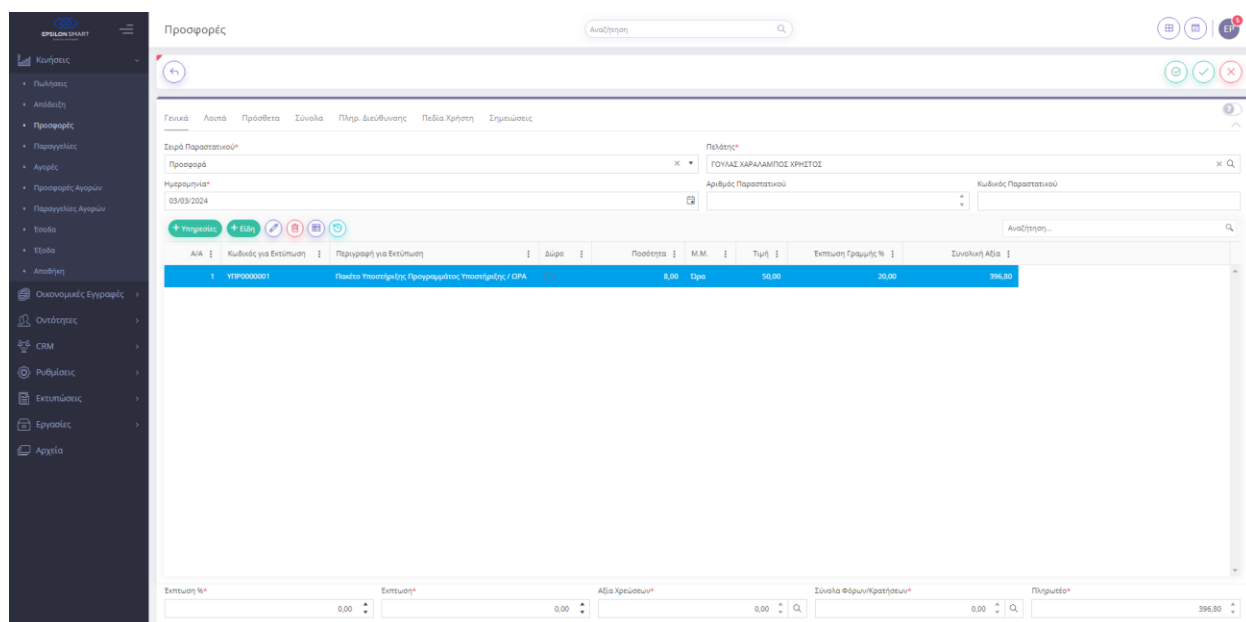 EPSILON SMART
Προσφορές
Αναζήτηση
EP
5
Κινήσεις
Πωλήσεις
Απόδειξη
Προσφορές
Παραγγελίες
Αγορές
Προσφορές Αγορών
Παραγγελίες Αγορών
Έσοδα
Έξοδα
Αποθήκη
Οικονομικές Εγγραφές
Οντότητες
CRM
Ρυθμίσεις
Εκτυπώσεις
Εργασίες
Αρχεία
Γενικά Λοιπά Πρόσθετα Σύνολα Πληρ. Διεύθυνσης Πεδία Χρήστη Σημειώσεις
Σειρά Παραστατικού* Πελάτης*
Προσφορά ΓΟΥΛΑΣ ΧΑΡΑΛΑΜΠΟΣ ΧΡΗΣΤΟΣ
Ημερομηνία* Αριθμός Παραστατικού Κωδικός Παραστατικού
03/03/2024
+ Υπηρεσίες + Είδη Αναζήτηση...
Α/Α Κωδικός για Εκτύπωση Περιγραφή για Εκτύπωση Δώρο Ποσότητα Μ.Μ. Τιμή Έκπτωση Γραμμής % Συνολική Αξία
1 ΥΠΡ0000001 Πακέτο Υποστήριξης Προγραμμάτος Υποστήριξης / ΩΡΑ 8,00 Ώρα 50,00 20,00 396,80
Έκπτωση %* Έκπτωση* Αξία Χρεώσεων* Σύνολα Φόρων/Κρατήσεων* Πληρωτέο*
0,00 0,00 0,00 0,00 396,80